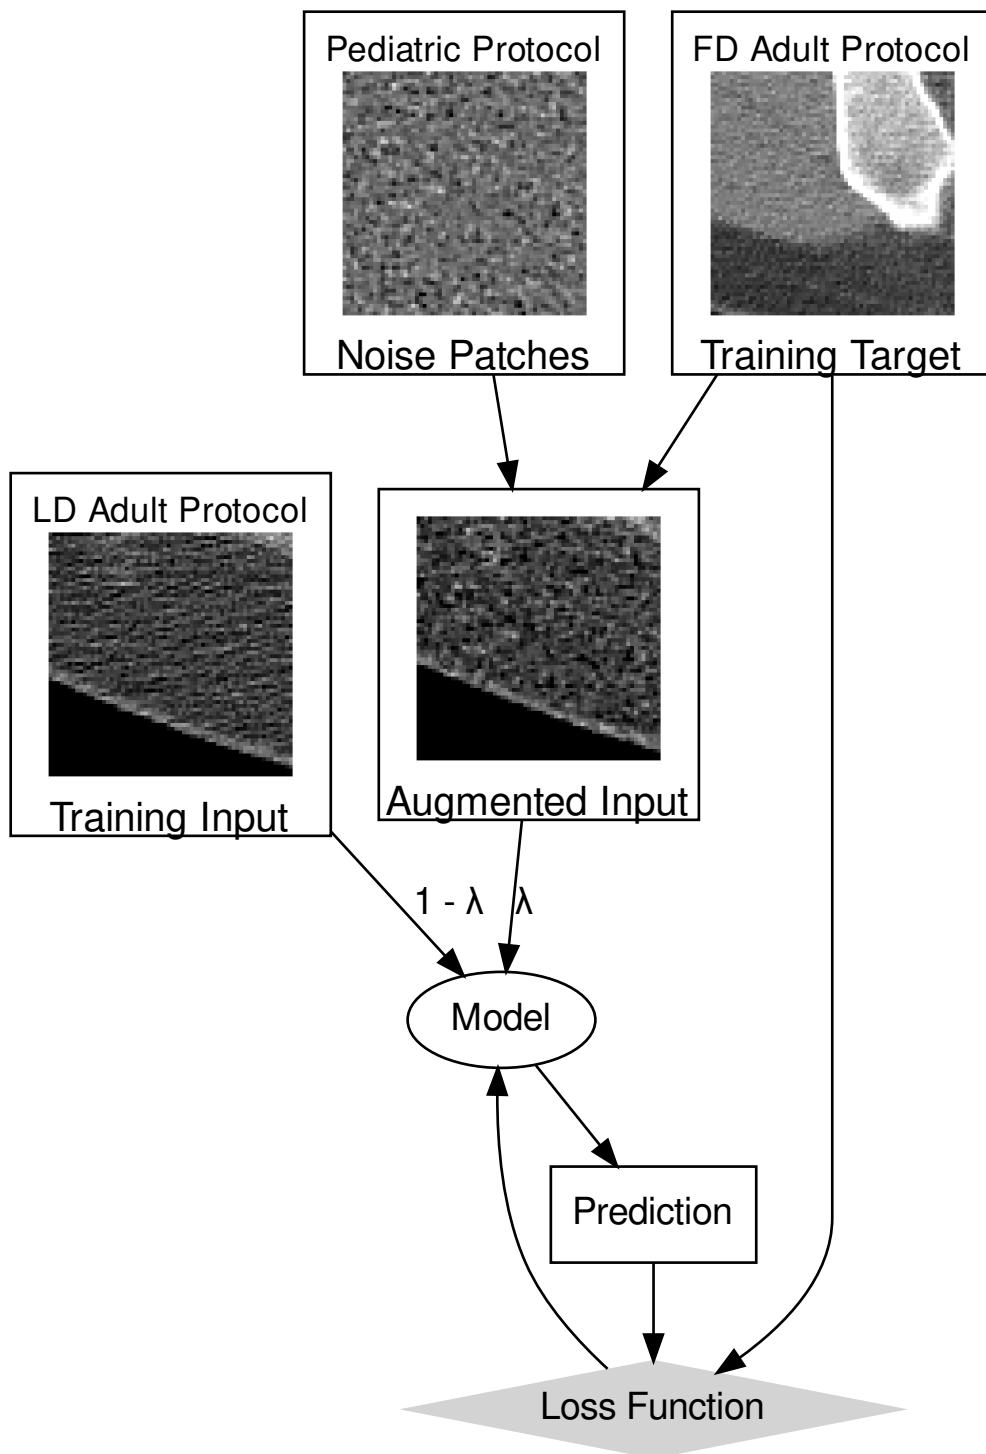 Pediatric Protocol
Noise Patches
FD Adult Protocol
Training Target
LD Adult Protocol
Training Input
Augmented Input
1 - λ
λ
Model
Prediction
Loss Function